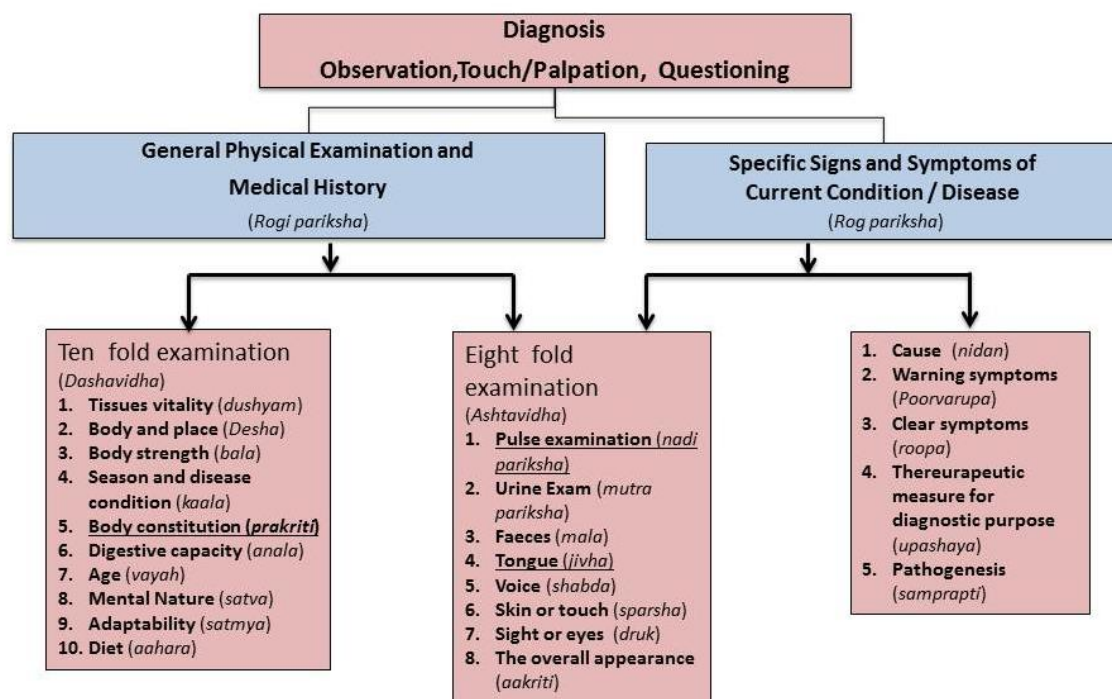 Diagnosis
Observation,Touch/Palpation, Questioning
General Physical Examination and
Medical History
(Rogi pariksha)
Specific Signs and Symptoms of
Current Condition / Disease
(Rog pariksha)
Ten fold examination
(Dashavidha)
1. Tissues vitality (dushyam)
2. Body and place (Desha)
3. Body strength (bala)
4. Season and disease
condition (kaala)
5. Body constitution (prakriti)
6. Digestive capacity (anala)
7. Age (vayah)
8. Mental Nature (satva)
9. Adaptability (satmya)
10. Diet (aahara)
Eight fold
examination
(Ashtavidha)
1. Pulse examination (nadi
pariksha)
2. Urine Exam (mutra
pariksha)
3. Faeces (mala)
4. Tongue (jivha)
5. Voice (shabda)
6. Skin or touch (sparsha)
7. Sight or eyes (druk)
8. The overall appearance
(aakriti)
1. Cause (nidan)
2. Warning symptoms
(Poorvarupa)
3. Clear symptoms
(roopa)
4. Thereurapeutic
measure for
diagnostic purpose
(upashaya)
5. Pathogenesis
(samprapti)